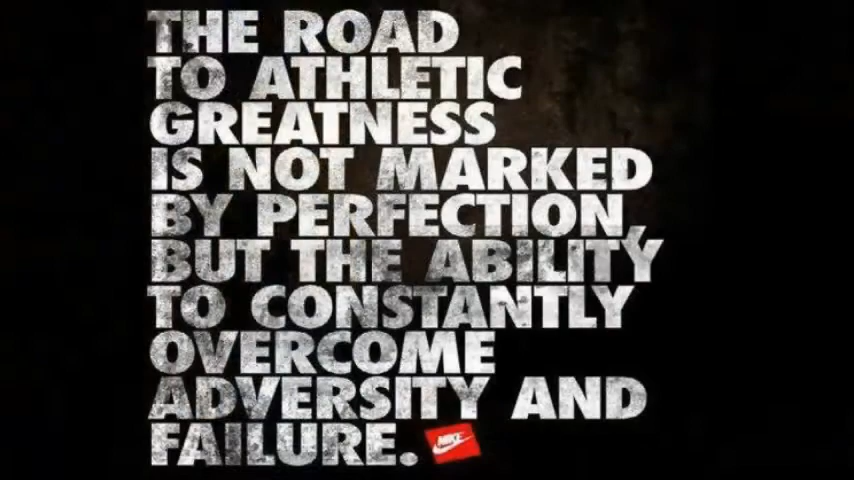 THE ROAD
TO ATHLETIC
GREATNESS
IS NOT MARKED
BY PERFECTION,
BUT THE ABILITY
TO CONSTANTLY
OVERCOME
ADVERSITY AND
FAILURE. NIKE